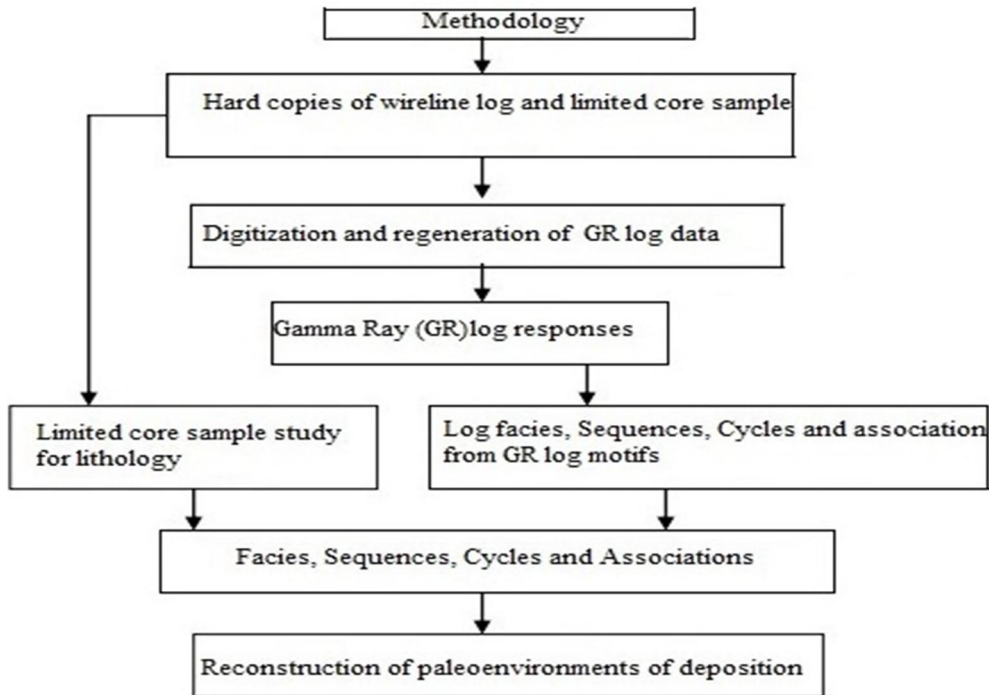 Methodology
Hard copies of wireline log and limited core sample
Digitization and regeneration of GR log data
Gamma Ray (GR)log responses
Limited core sample study
for lithology
Log facies, Sequences, Cycles and association
from GR log motifs
Facies, Sequences, Cycles and Associations
Reconstruction of paleoenvironments of deposition